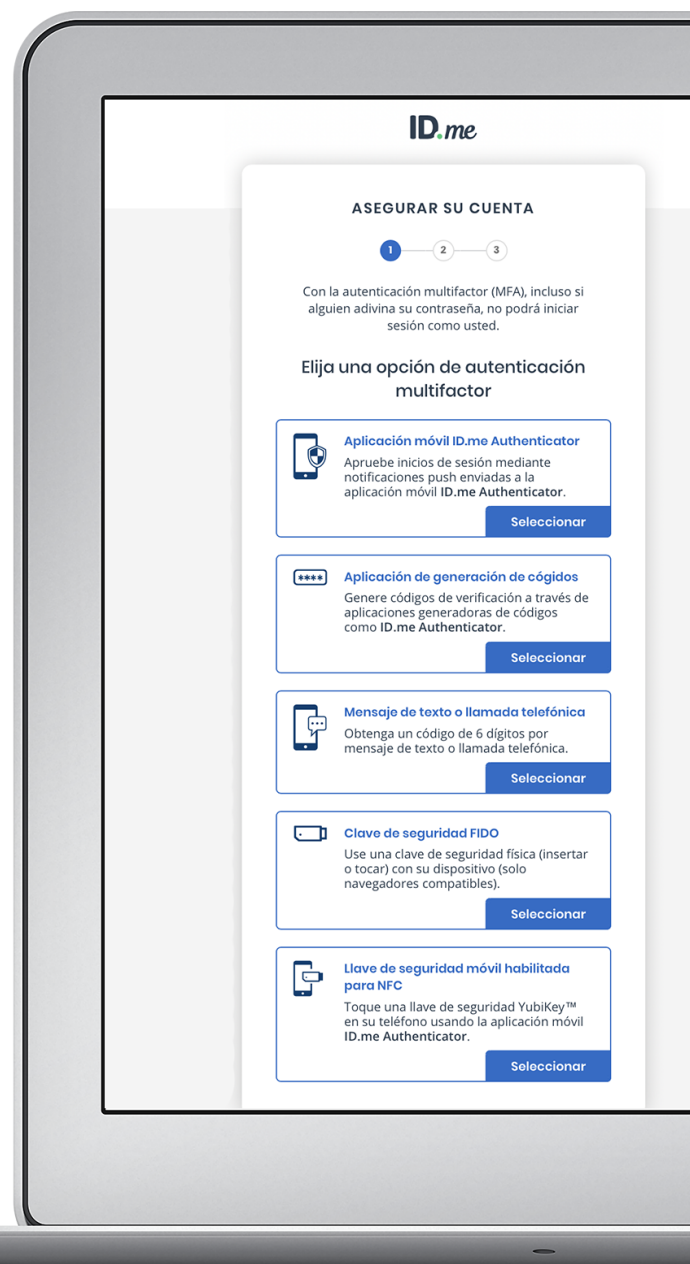 ID.me
ASEGURAR SU CUENTA
1 2 3
Con la autenticación multifactor (MFA), incluso si
alguien adivina su contraseña, no podrá iniciar
sesión como usted.
Elija una opción de autenticación
multifactor
Aplicación móvil ID.me Authenticator
Apruebe inicios de sesión mediante
notificaciones push enviadas a la
aplicación móvil ID.me Authenticator.
Seleccionar
****
Aplicación de generación de cógidos
Genere códigos de verificación a través de
aplicaciones generadoras de códigos
como ID.me Authenticator.
Seleccionar
Mensaje de texto o llamada telefónica
Obtenga un código de 6 dígitos por
mensaje de texto o llamada telefónica.
Seleccionar
Clave de seguridad FIDO
Use una clave de seguridad física (insertar
o tocar) con su dispositivo (solo
navegadores compatibles).
Seleccionar
Llave de seguridad móvil habilitada
para NFC
Toque una llave de seguridad YubiKey™
en su teléfono usando la aplicación móvil
ID.me Authenticator.
Seleccionar